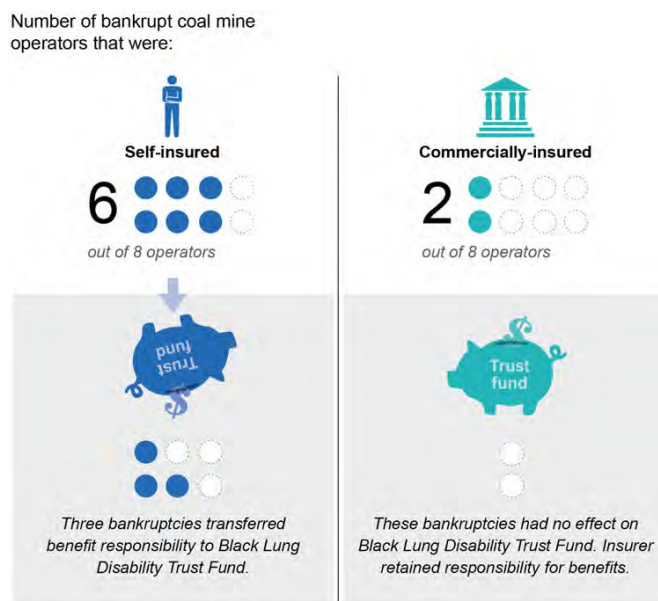 Number of bankrupt coal mine
operators that were:
Self-insured
6
out of 8 operators
Trust
fund
$
Three bankruptcies transferred
benefit responsibility to Black Lung
Disability Trust Fund.
Commercially-insured
2
out of 8 operators
$
Trust
fund
These bankruptcies had no effect on
Black Lung Disability Trust Fund. Insurer
retained responsibility for benefits.